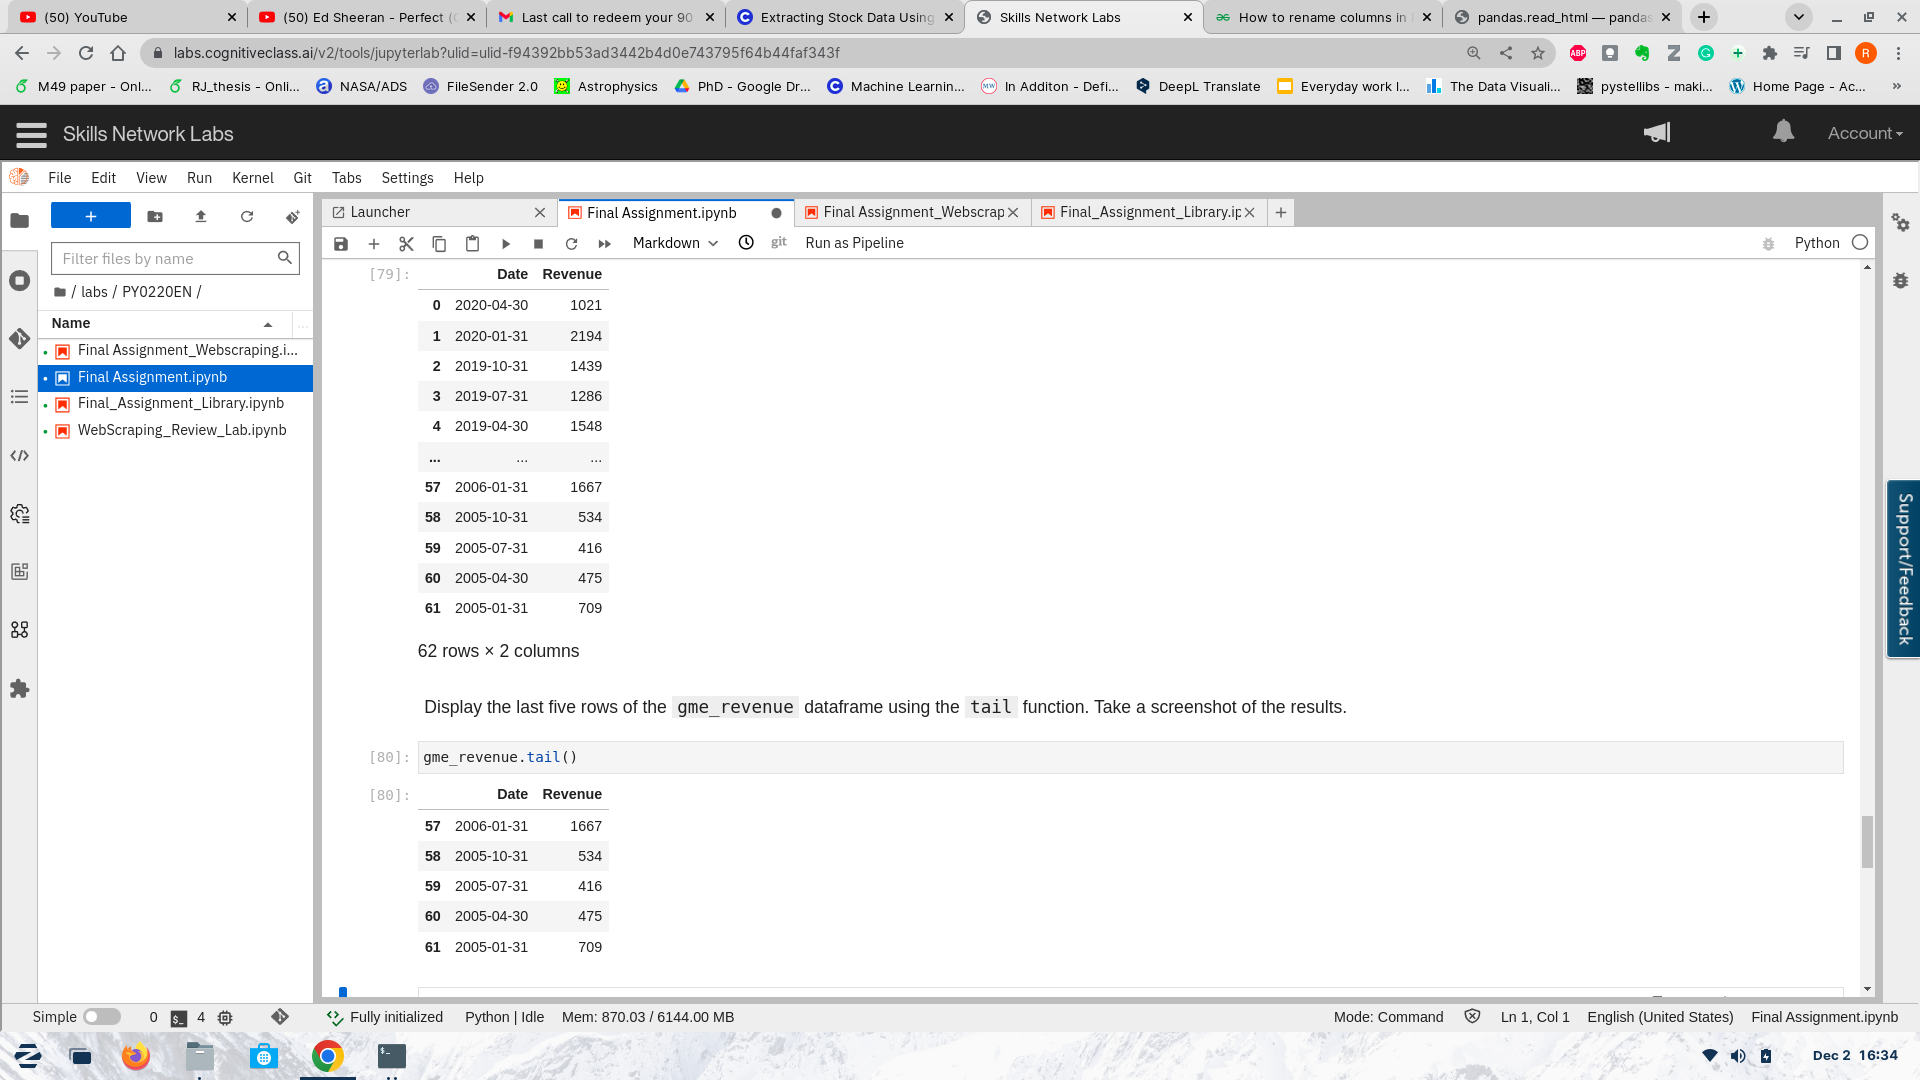 (50) YouTube
(50) Ed Sheeran - Perfect (
Last call to redeem your 90
Extracting Stock Data Using
Skills Network Labs
How to rename columns in
pandas.read_html — pandas
labs.cognitiveclass.ai/v2/tools/jupyterlab?ulid=ulid-f94392bb53ad3442b4d0e743795f64b44faf343f
M49 paper - Onl...
RJ_thesis - Onli...
NASA/ADS
FileSender 2.0
Astrophysics
PhD - Google Dr...
Machine Learnin...
In Additon - Defi...
DeepL Translate
Everyday work l...
The Data Visuali...
pystellibs - maki...
Home Page - Ac...
»
Skills Network Labs
Account
File Edit View Run Kernel Git Tabs Settings Help
Launcher
Final Assignment.ipynb
Final Assignment_Webscrap
Final_Assignment_Library.ip
Markdown
git
Run as Pipeline
Python
Filter files by name
/ labs / PY0220EN /
Name
...
Final Assignment_Webscraping.i...
Final Assignment.ipynb
Final_Assignment_Library.ipynb
WebScraping_Review_Lab.ipynb
[79]:
Date Revenue
0 2020-04-30 1021
1 2020-01-31 2194
2 2019-10-31 1439
3 2019-07-31 1286
4 2019-04-30 1548
... ... ...
57 2006-01-31 1667
58 2005-10-31 534
59 2005-07-31 416
60 2005-04-30 475
61 2005-01-31 709
62 rows × 2 columns
Display the last five rows of the gme_revenue dataframe using the tail function. Take a screenshot of the results.
[80]: gme_revenue.tail()
[80]:
Date Revenue
57 2006-01-31 1667
58 2005-10-31 534
59 2005-07-31 416
60 2005-04-30 475
61 2005-01-31 709
Support/Feedback
Simple
0
4
Fully initialized
Python | Idle
Mem: 870.03 / 6144.00 MB
Mode: Command
Ln 1, Col 1
English (United States)
Final Assignment.ipynb
Dec 2 16:34